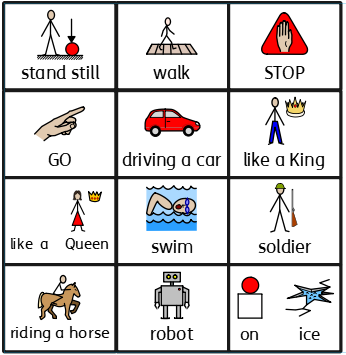 stand still
walk
STOP
GO
driving a car
like a King
like a Queen
swim
soldier
riding a horse
robot
on ice